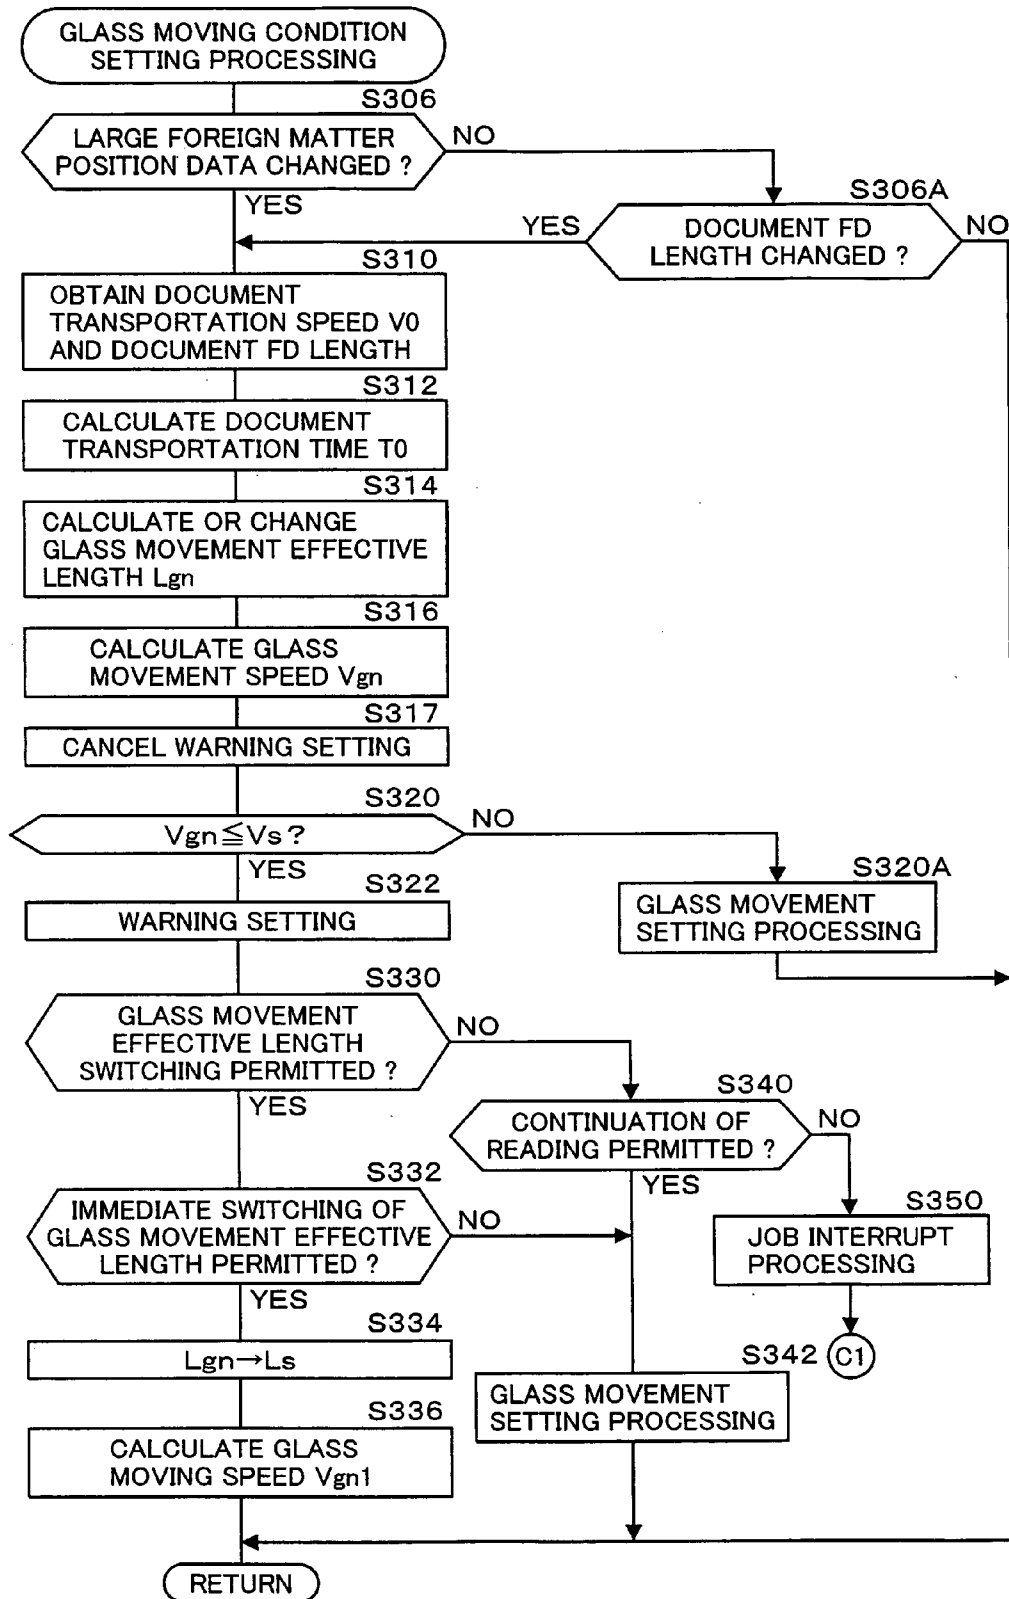 GLASS MOVING CONDITION
SETTING PROCESSING
S306
LARGE FOREIGN MATTER
POSITION DATA CHANGED ?
NO
YES
S306A
DOCUMENT FD
LENGTH CHANGED ?
YES
NO
S310
OBTAIN DOCUMENT
TRANSPORTATION SPEED V0
AND DOCUMENT FD LENGTH
S312
CALCULATE DOCUMENT
TRANSPORTATION TIME T0
S314
CALCULATE OR CHANGE
GLASS MOVEMENT EFFECTIVE
LENGTH Lgn
S316
CALCULATE GLASS
MOVEMENT SPEED Vgn
S317
CANCEL WARNING SETTING
S320
Vgn≦Vs ?
NO
YES
S320A
GLASS MOVEMENT
SETTING PROCESSING
S322
WARNING SETTING
S330
GLASS MOVEMENT
EFFECTIVE LENGTH
SWITCHING PERMITTED ?
NO
YES
S340
CONTINUATION OF
READING PERMITTED ?
NO
YES
S332
IMMEDIATE SWITCHING OF
GLASS MOVEMENT EFFECTIVE
LENGTH PERMITTED ?
NO
YES
S350
JOB INTERRUPT
PROCESSING
C1
S334
Lgn→Ls
S342
GLASS MOVEMENT
SETTING PROCESSING
S336
CALCULATE GLASS
MOVING SPEED Vgn1
RETURN